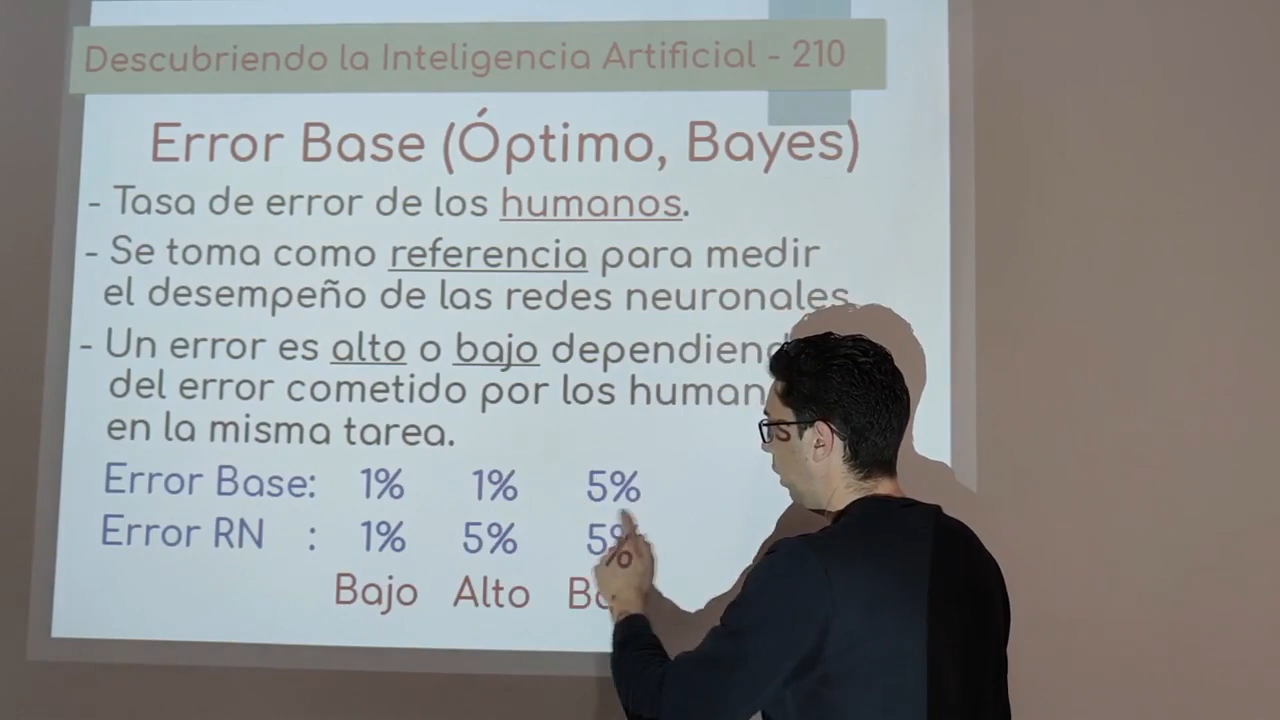 Descubriendo la Inteligencia Artificial - 210
Error Base (Óptimo, Bayes)
- Tasa de error de los humanos.
- Se toma como referencia para medir
el desempeño de las redes neuronales
- Un error es alto o bajo
del error cometido por los
en la misma tarea.
Error Base: 1% 1% 5%
Error RN : 1% 5% 5%
Bajo Alto